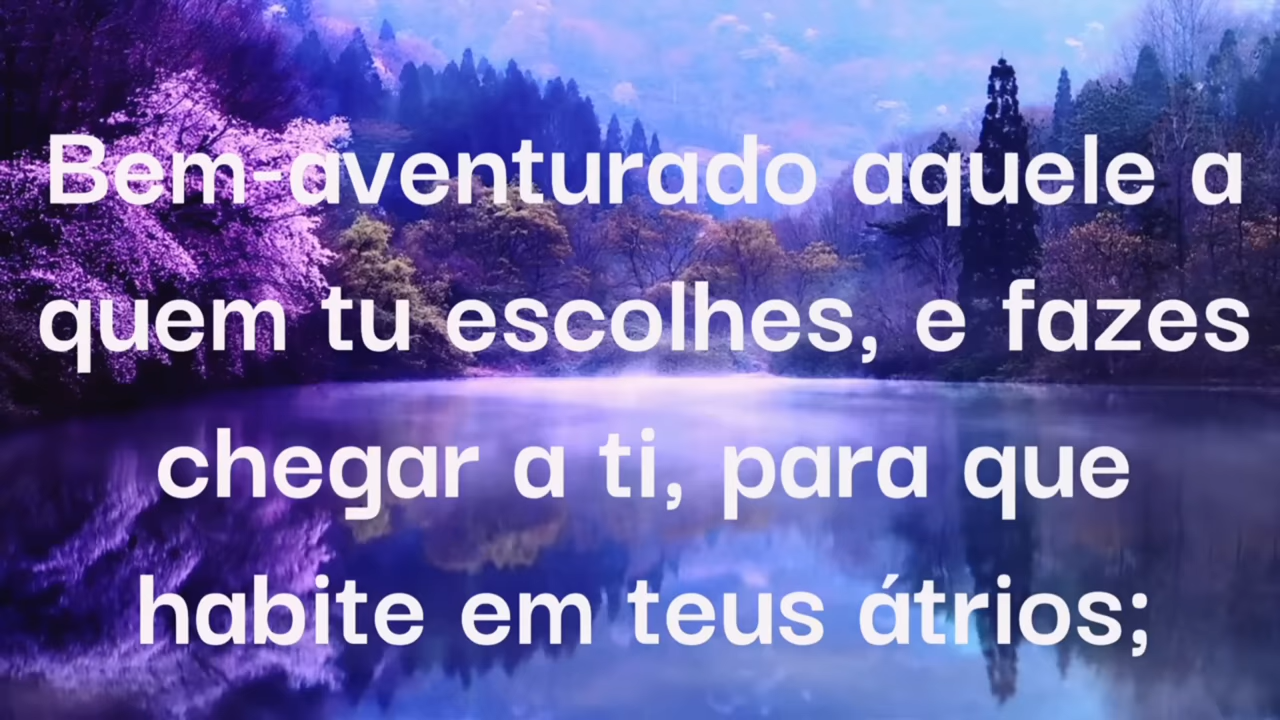 Bem-aventurado aquele a
quem tu escolhes, e fazes
chegar a ti, para que
habite em teus átrios;